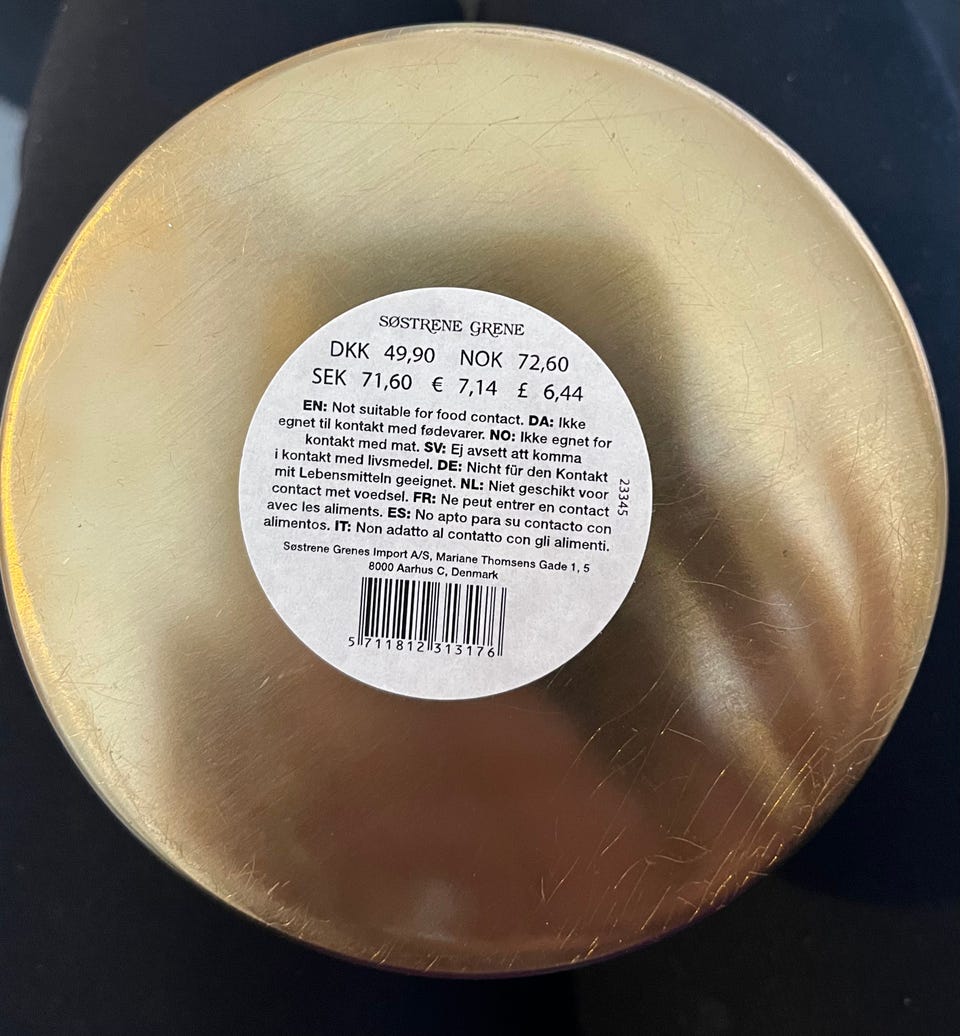 SØSTRENE GRENE
DKK 49,90 NOK 72,60
SEK 71,60 € 7,14 £ 6,44
EN: Not suitable for food contact. DA: Ikke
egnet til kontakt med fødevarer. NO: Ikke egnet for
kontakt med mat. SV: Ej avsett att komma
i kontakt med livsmedel. DE: Nicht für den Kontakt
mit Lebensmitteln geeignet. NL: Niet geschikt voor
contact met voedsel. FR: Ne peut entrer en contact
avec les aliments. ES: No apto para su contacto con
alimentos. IT: Non adatto al contatto con gli alimenti.
23345
Søstrene Grenes Import A/S, Mariane Thomsens Gade 1, 5
8000 Aarhus C, Denmark
5 711812 313176